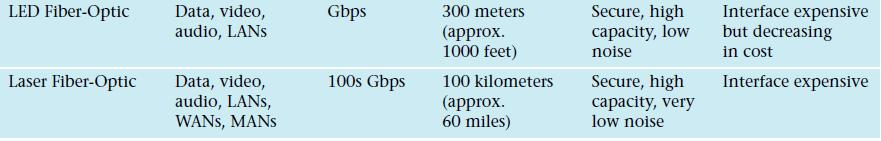 LED Fiber-Optic Data, video, Gbps 300 meters Secure, high Interface expensive
audio, LANs (approx. capacity, low but decreasing
1000 feet) noise in cost
Laser Fiber-Optic Data, video, 100s Gbps 100 kilometers Secure, high Interface expensive
audio, LANs, (approx. capacity, very
WANs, MANs 60 miles) low noise